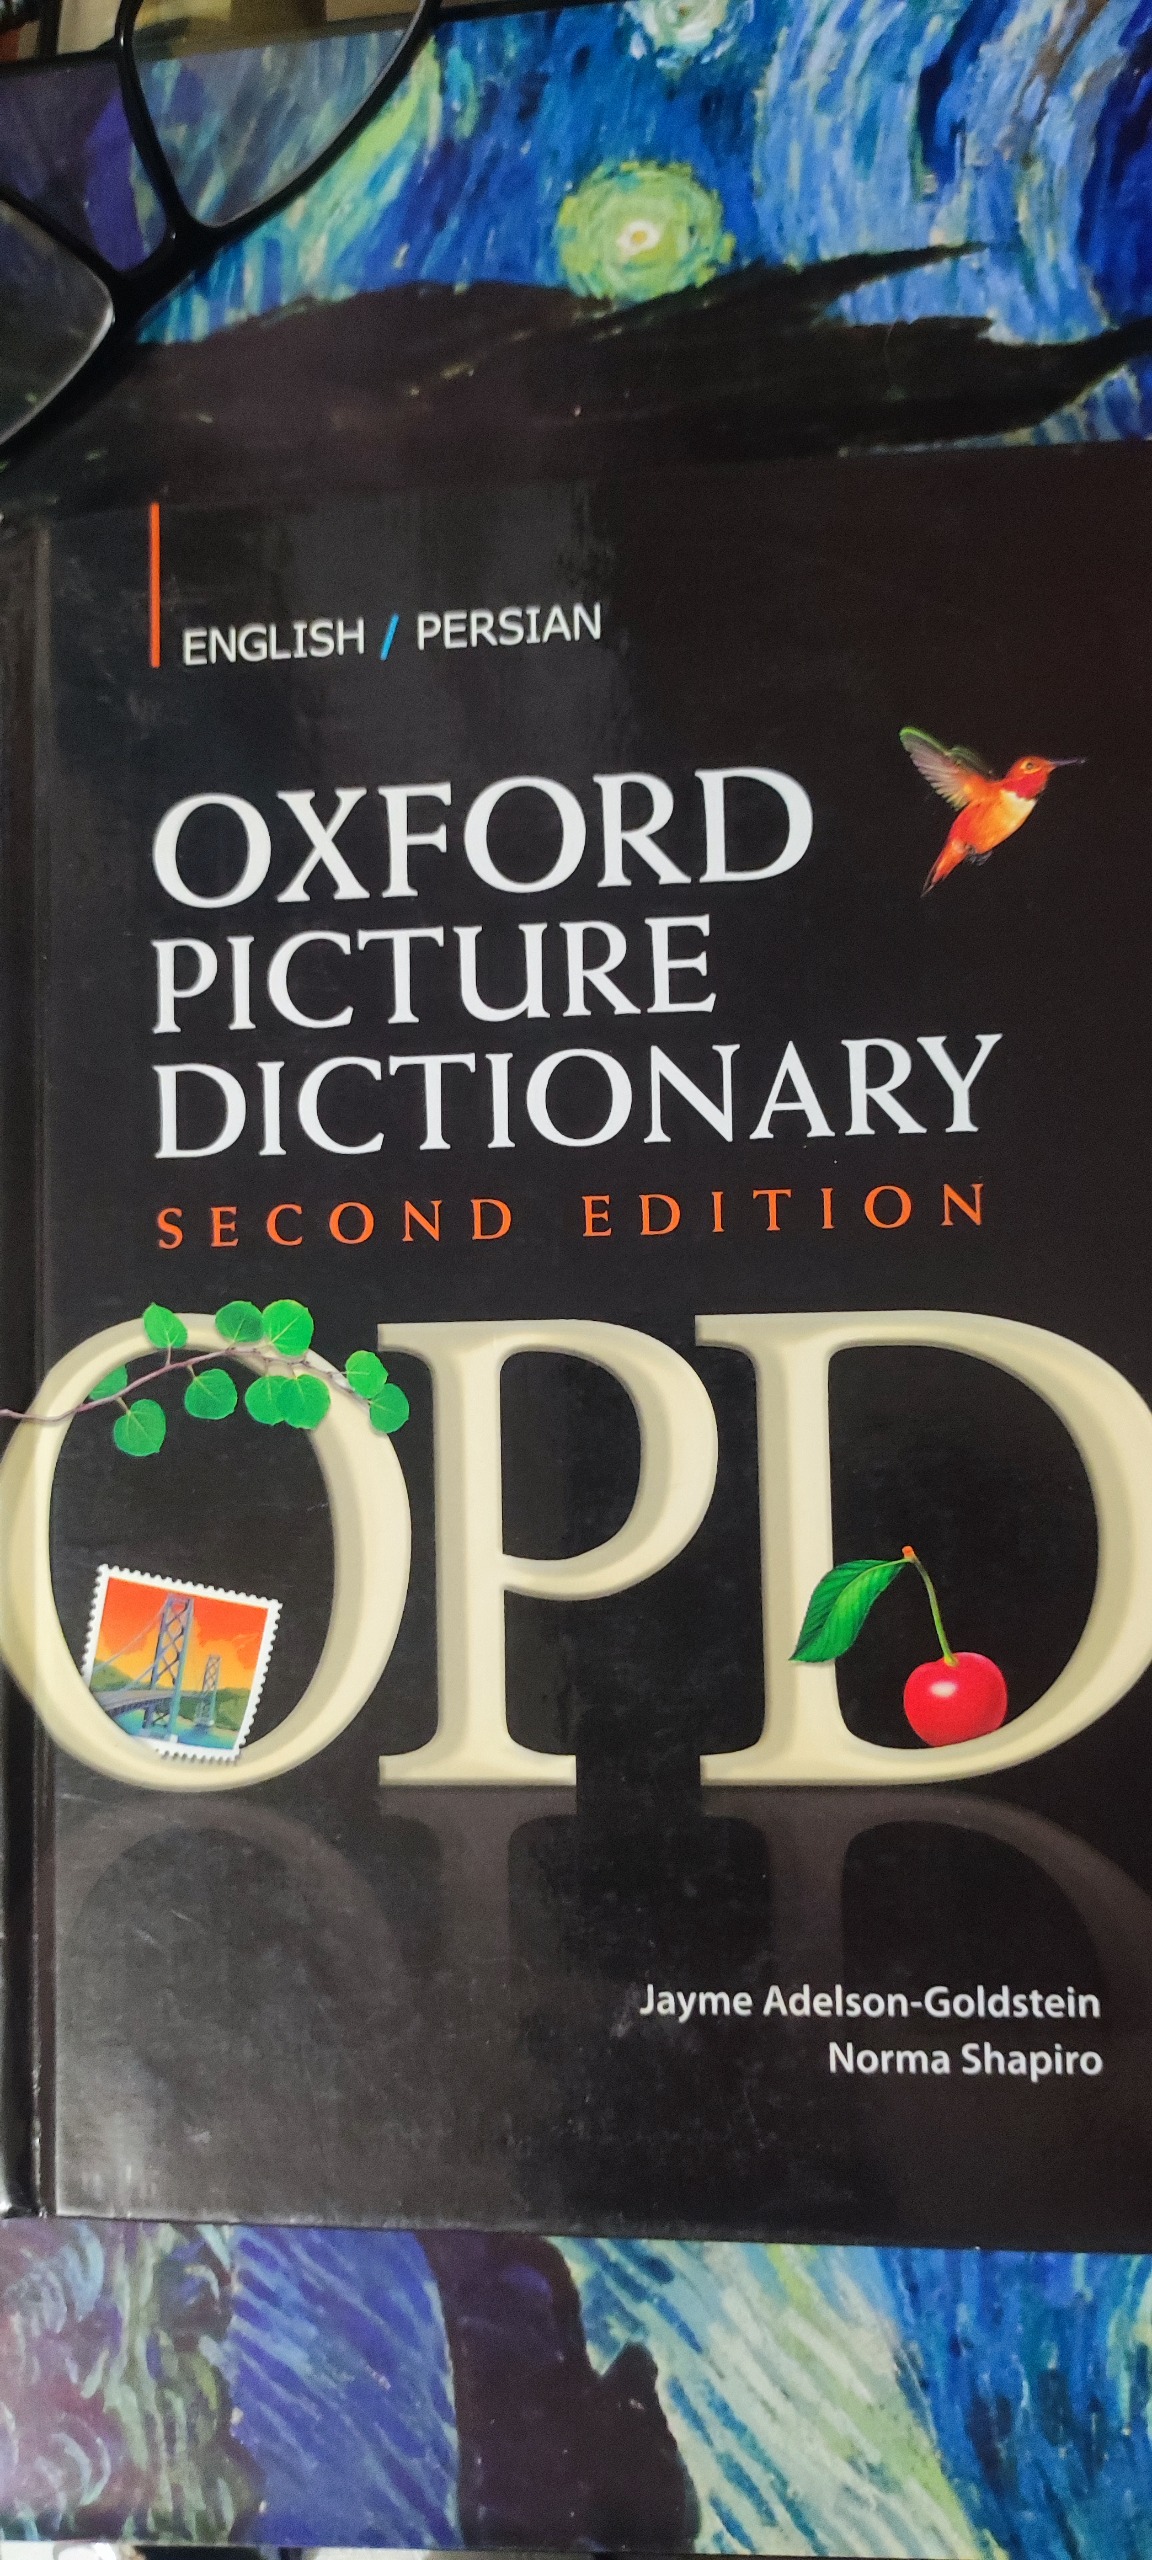 ENGLISH / PERSIAN
OXFORD
PICTURE
DICTIONARY
SECOND EDITION
OPD
Jayme Adelson-Goldstein
Norma Shapiro